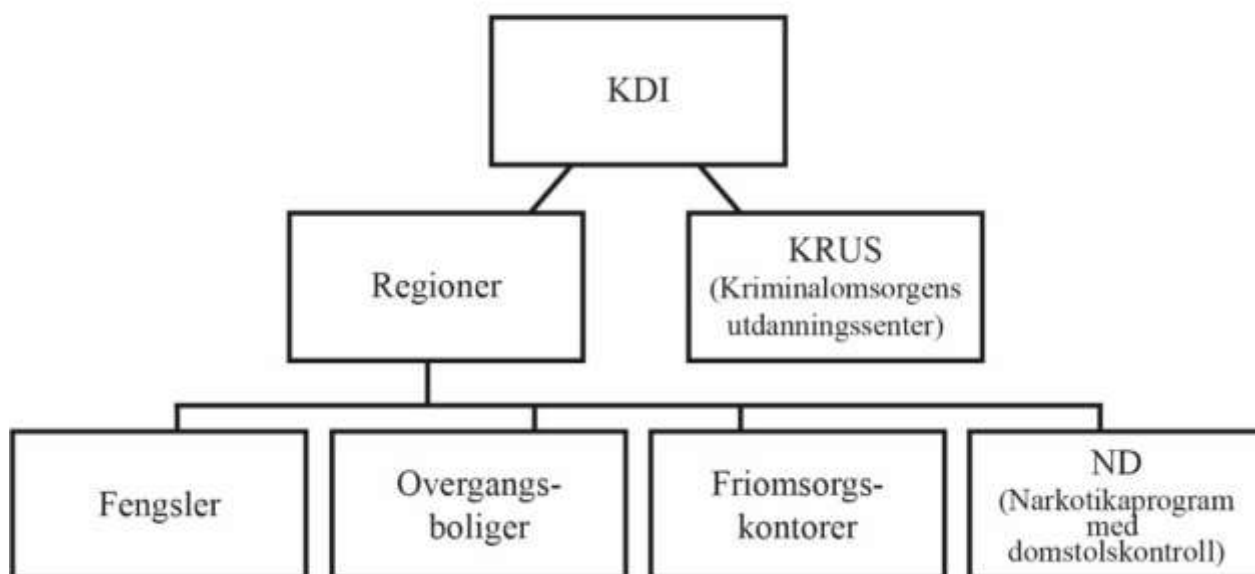 KDI
Regioner
KRUS
(Kriminalomsorgens
utdanningssenter)
Fengsler
Overgangs-
boliger
Friomsorgs-
kontorer
ND
(Narkotikaprogram
med
domstolskontroll)